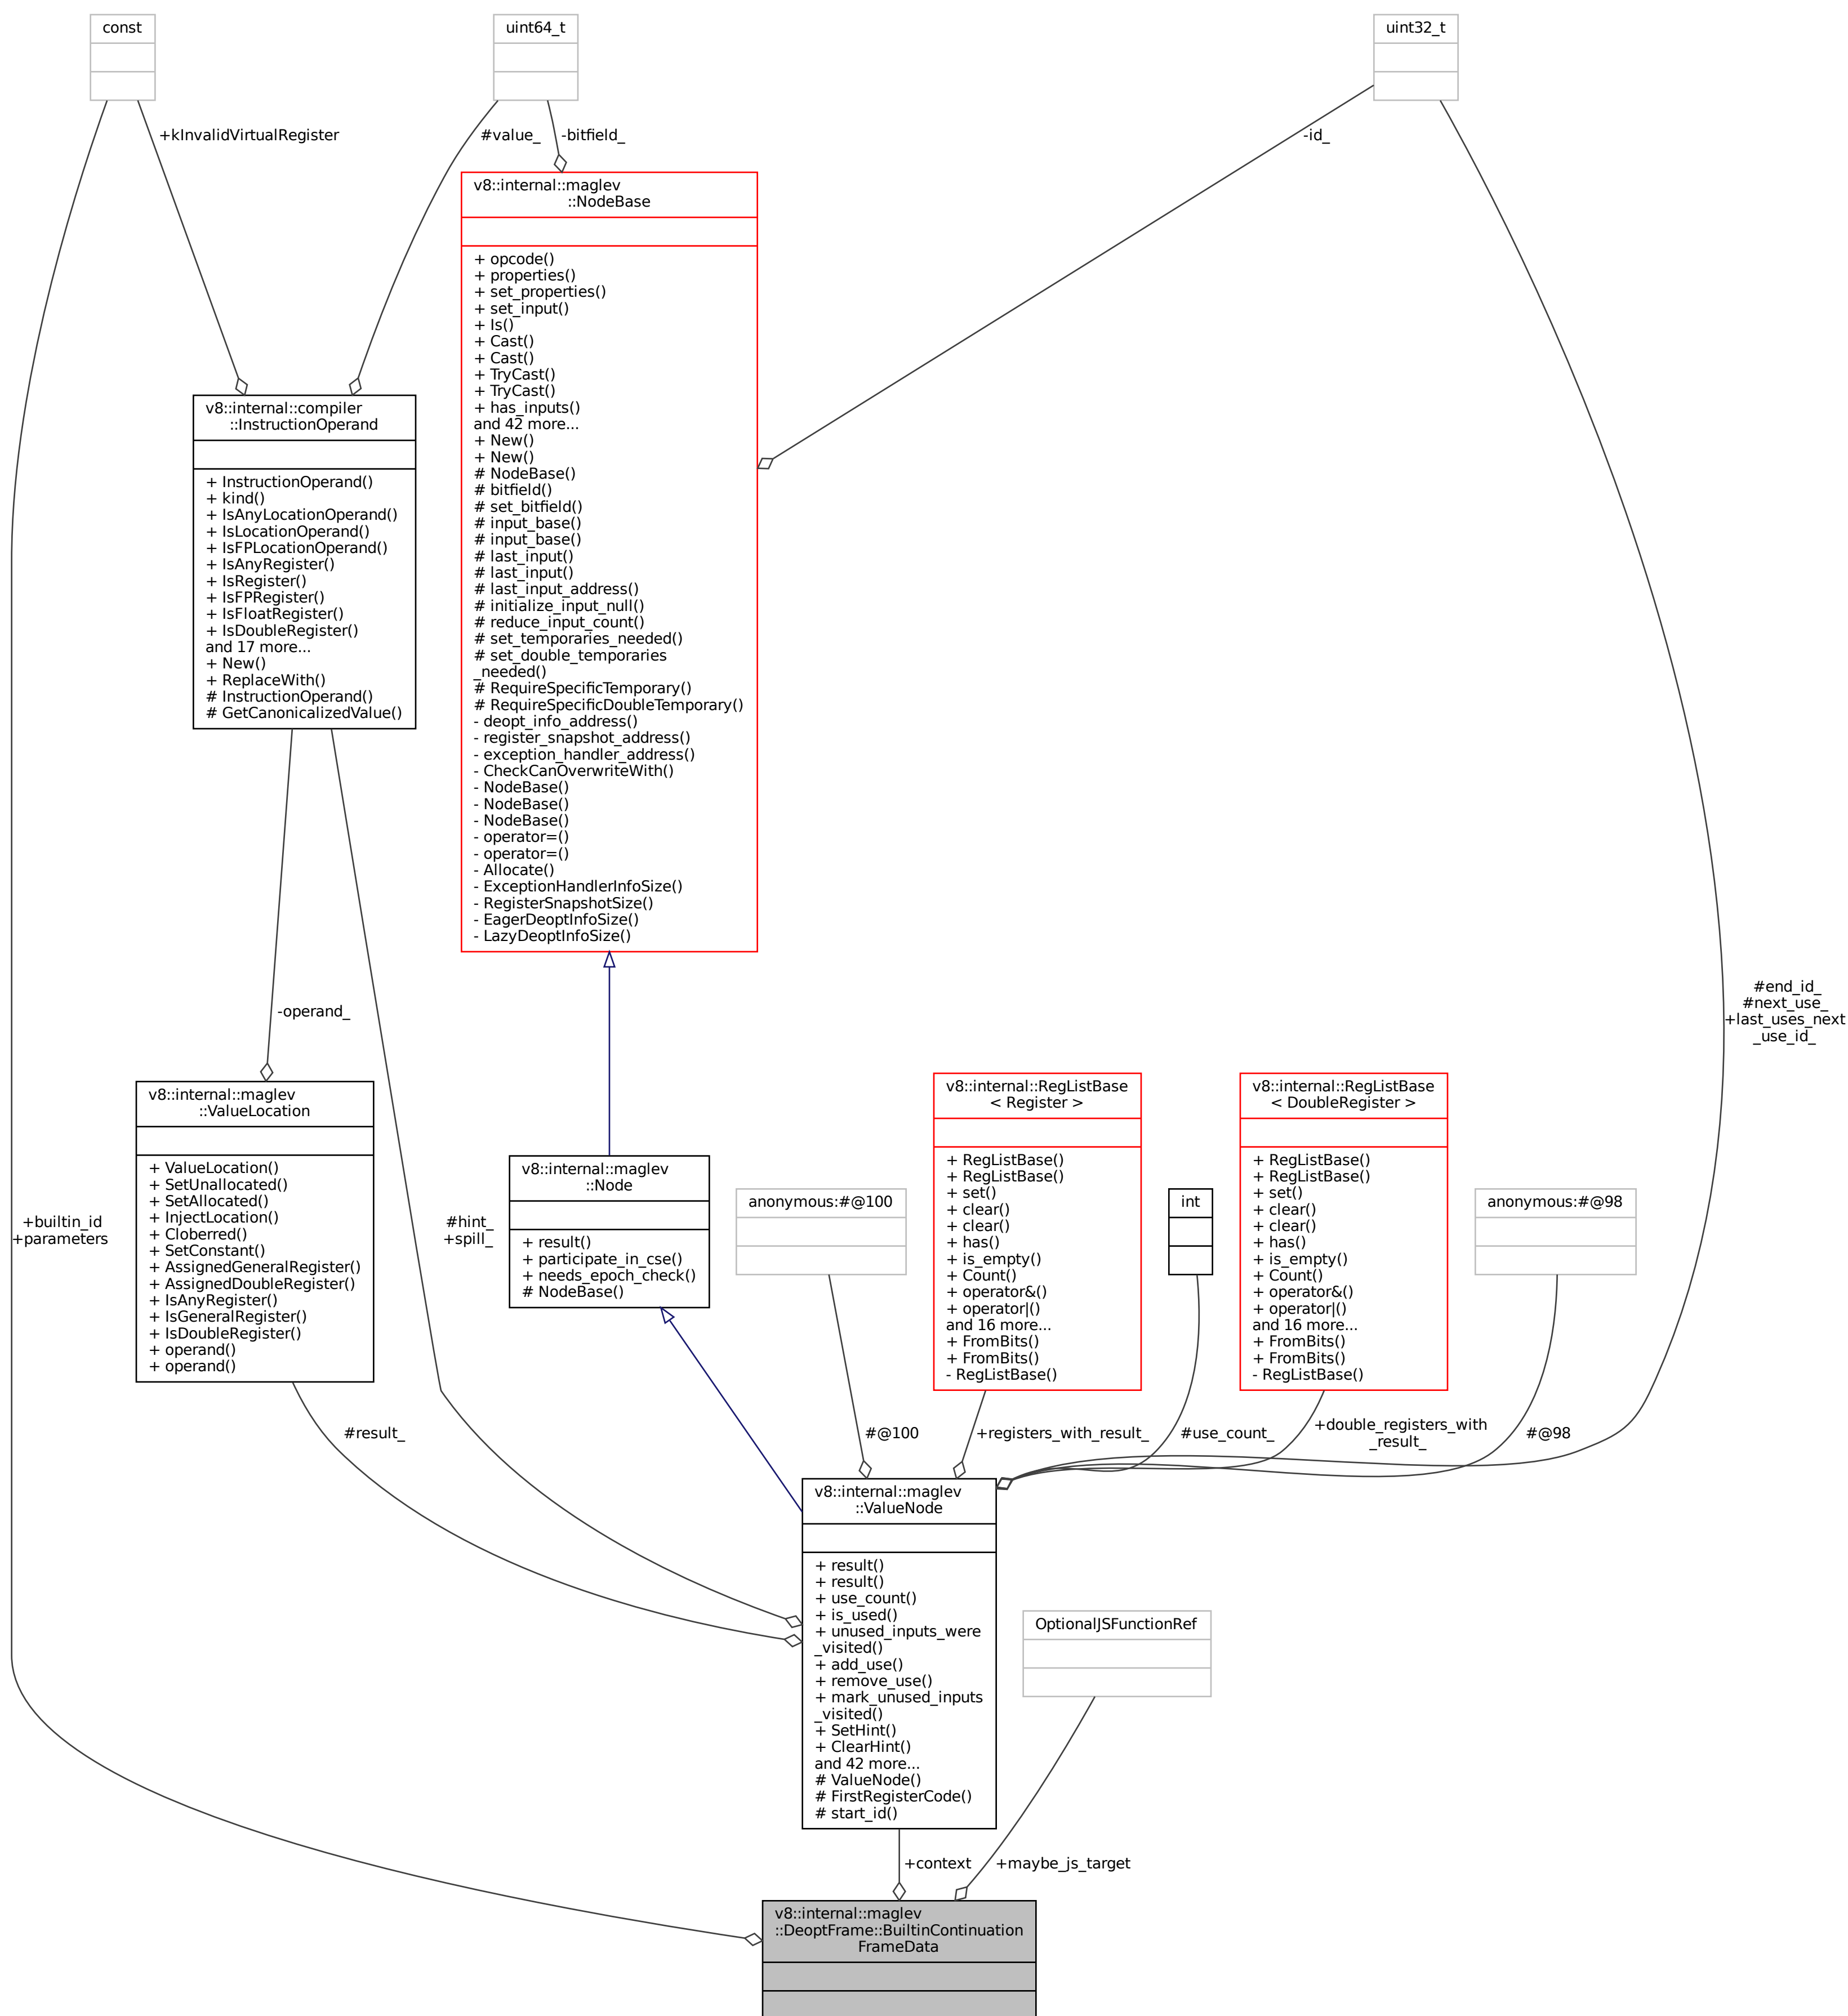 const
uint64_t
uint32_t
+kInvalidVirtualRegister
#value_
-bitfield_
-id_
v8::internal::maglev
::NodeBase
+ opcode()
+ properties()
+ set_properties()
+ set_input()
+ Is()
+ Cast()
+ Cast()
+ TryCast()
+ TryCast()
+ has_inputs()
and 42 more...
+ New()
+ New()
# NodeBase()
# bitfield()
# set_bitfield()
# input_base()
# input_base()
# last_input()
# last_input()
# last_input_address()
# initialize_input_null()
# reduce_input_count()
# set_temporaries_needed()
# set_double_temporaries
_needed()
# RequireSpecificTemporary()
# RequireSpecificDoubleTemporary()
- deopt_info_address()
- register_snapshot_address()
- exception_handler_address()
- CheckCanOverwriteWith()
- NodeBase()
- NodeBase()
- NodeBase()
- operator=()
- operator=()
- Allocate()
- ExceptionHandlerInfoSize()
- RegisterSnapshotSize()
- EagerDeoptInfoSize()
- LazyDeoptInfoSize()
v8::internal::compiler
::InstructionOperand
+ InstructionOperand()
+ kind()
+ IsAnyLocationOperand()
+ IsLocationOperand()
+ IsFPLocationOperand()
+ IsAnyRegister()
+ IsRegister()
+ IsFPRegister()
+ IsFloatRegister()
+ IsDoubleRegister()
and 17 more...
+ New()
+ ReplaceWith()
# InstructionOperand()
# GetCanonicalizedValue()
-operand_
#end_id_
#next_use_
+last_uses_next
_use_id_
v8::internal::maglev
::ValueLocation
+ ValueLocation()
+ SetUnallocated()
+ SetAllocated()
+ InjectLocation()
+ Cloberred()
+ SetConstant()
+ AssignedGeneralRegister()
+ AssignedDoubleRegister()
+ IsAnyRegister()
+ IsGeneralRegister()
+ IsDoubleRegister()
+ operand()
+ operand()
+builtin_id
+parameters
#hint_
+spill_
v8::internal::maglev
::Node
+ result()
+ participate_in_cse()
+ needs_epoch_check()
# NodeBase()
anonymous:#@100
v8::internal::RegListBase
< Register >
+ RegListBase()
+ RegListBase()
+ set()
+ clear()
+ clear()
+ has()
+ is_empty()
+ Count()
+ operator&()
+ operator|()
and 16 more...
+ FromBits()
+ FromBits()
- RegListBase()
int
v8::internal::RegListBase
< DoubleRegister >
+ RegListBase()
+ RegListBase()
+ set()
+ clear()
+ clear()
+ has()
+ is_empty()
+ Count()
+ operator&()
+ operator|()
and 16 more...
+ FromBits()
+ FromBits()
- RegListBase()
anonymous:#@98
#result_
#@100
+registers_with_result_
#use_count_
+double_registers_with
_result_
#@98
v8::internal::maglev
::ValueNode
+ result()
+ result()
+ use_count()
+ is_used()
+ unused_inputs_were
_visited()
+ add_use()
+ remove_use()
+ mark_unused_inputs
_visited()
+ SetHint()
+ ClearHint()
and 42 more...
# ValueNode()
# FirstRegisterCode()
# start_id()
OptionalJSFunctionRef
+context
+maybe_js_target
v8::internal::maglev
::DeoptFrame::BuiltinContinuation
FrameData